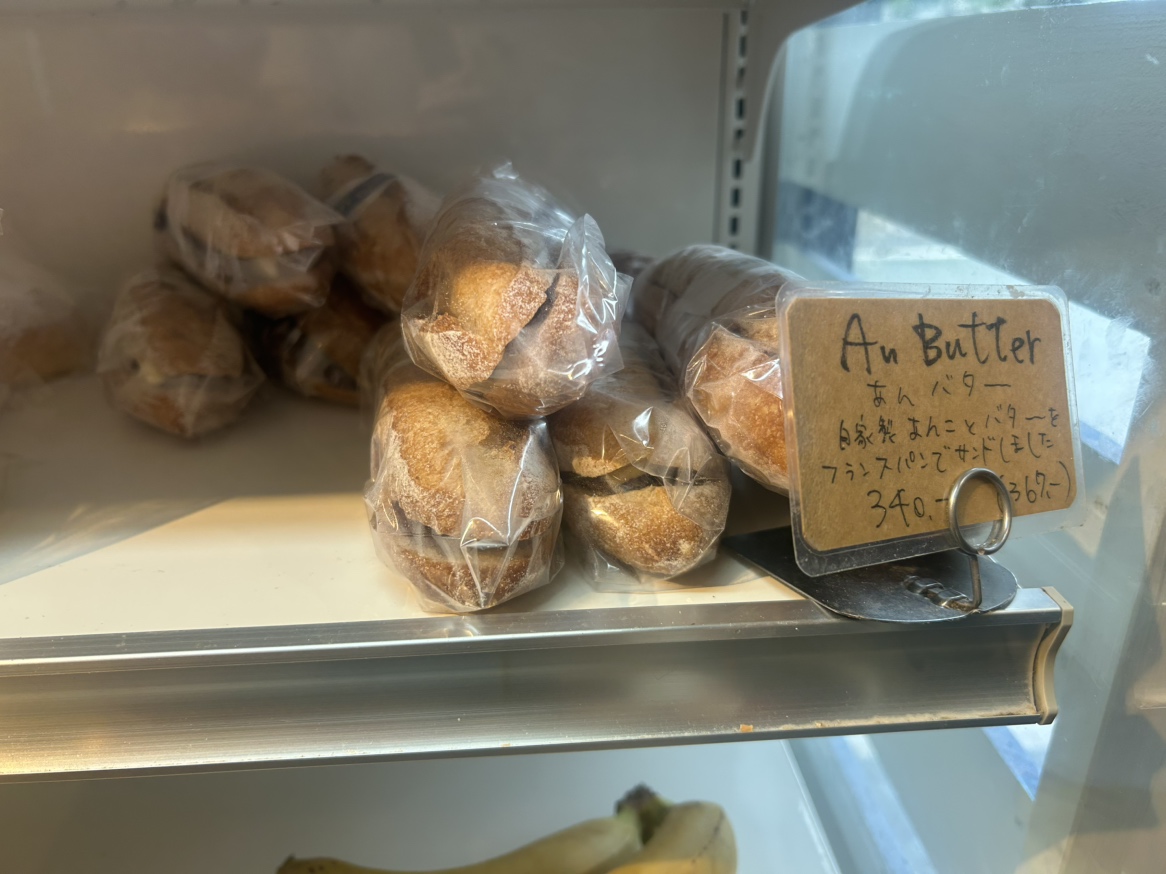 An Butter
あん バター
自家製 あんことバターを
フランスパンでサンドしました
340.- (367.-)